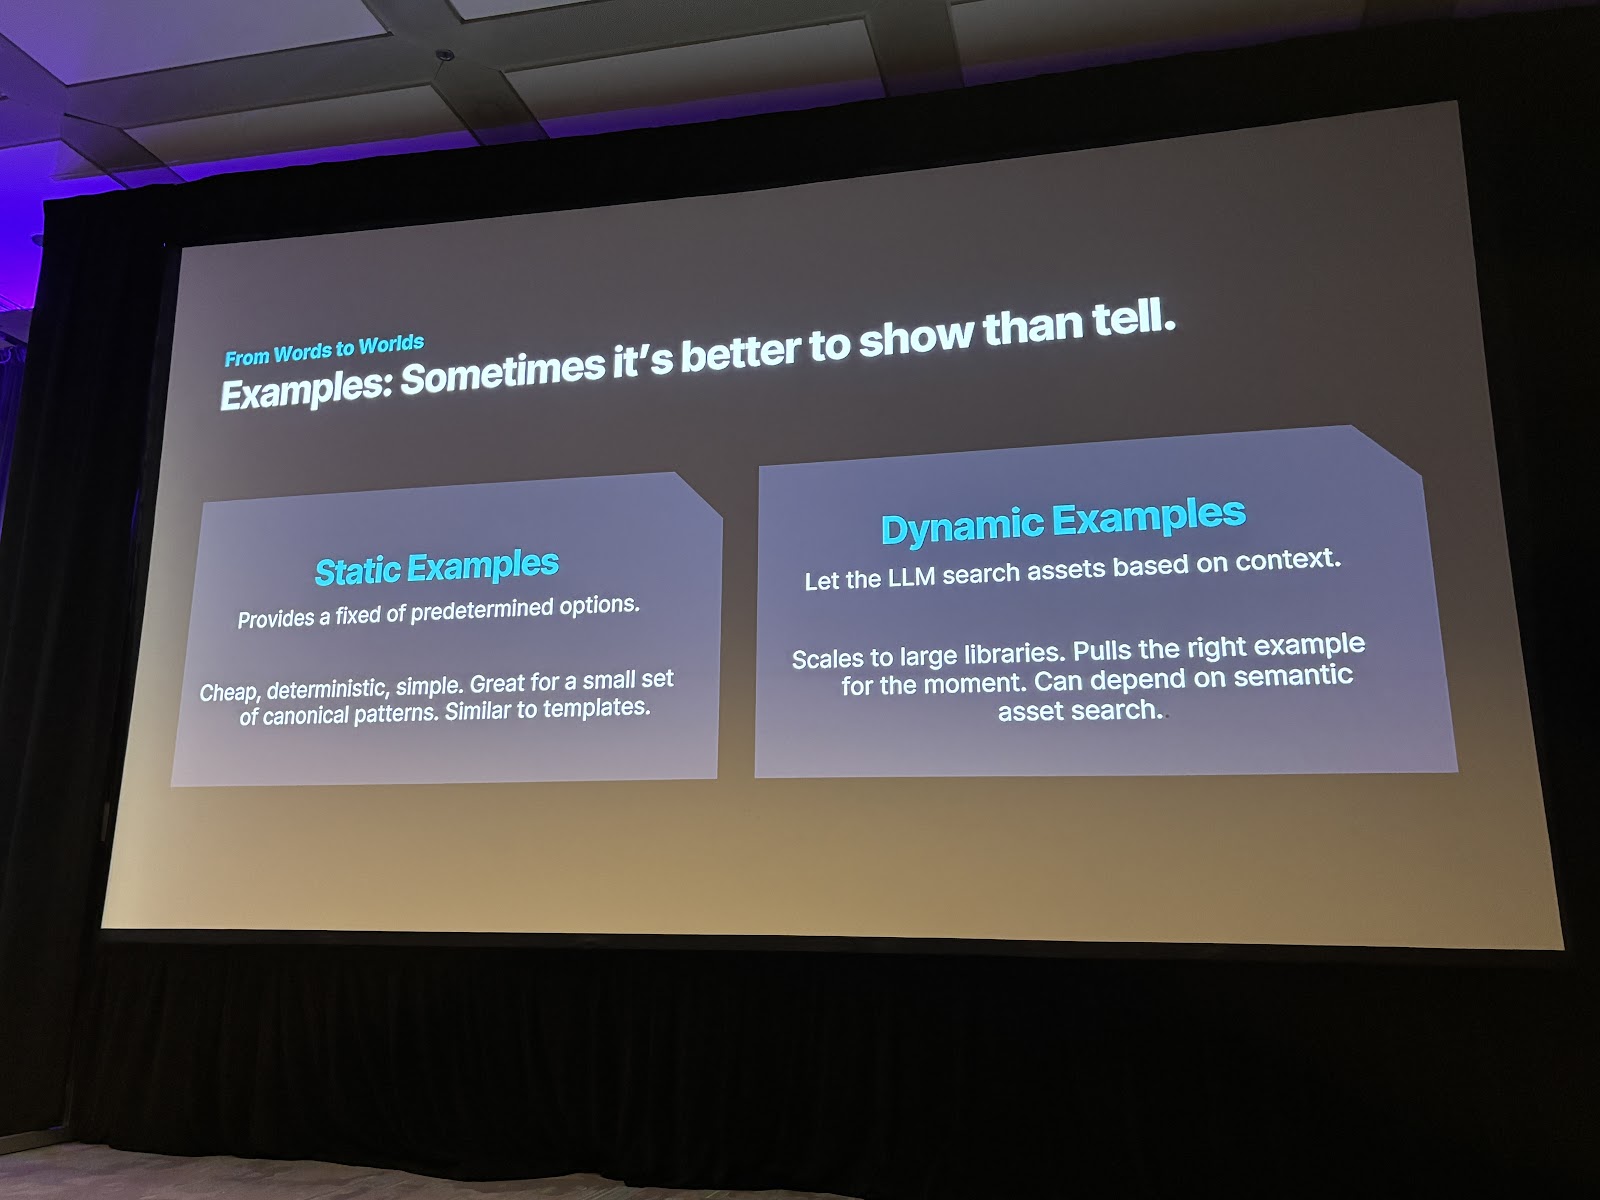 From Words to Worlds
Examples: Sometimes it's better to show than tell.
Static Examples
Provides a fixed of predetermined options.
Cheap, deterministic, simple. Great for a small set
of canonical patterns. Similar to templates.
Dynamic Examples
Let the LLM search assets based on context.
Scales to large libraries. Pulls the right example
for the moment. Can depend on semantic
asset search..